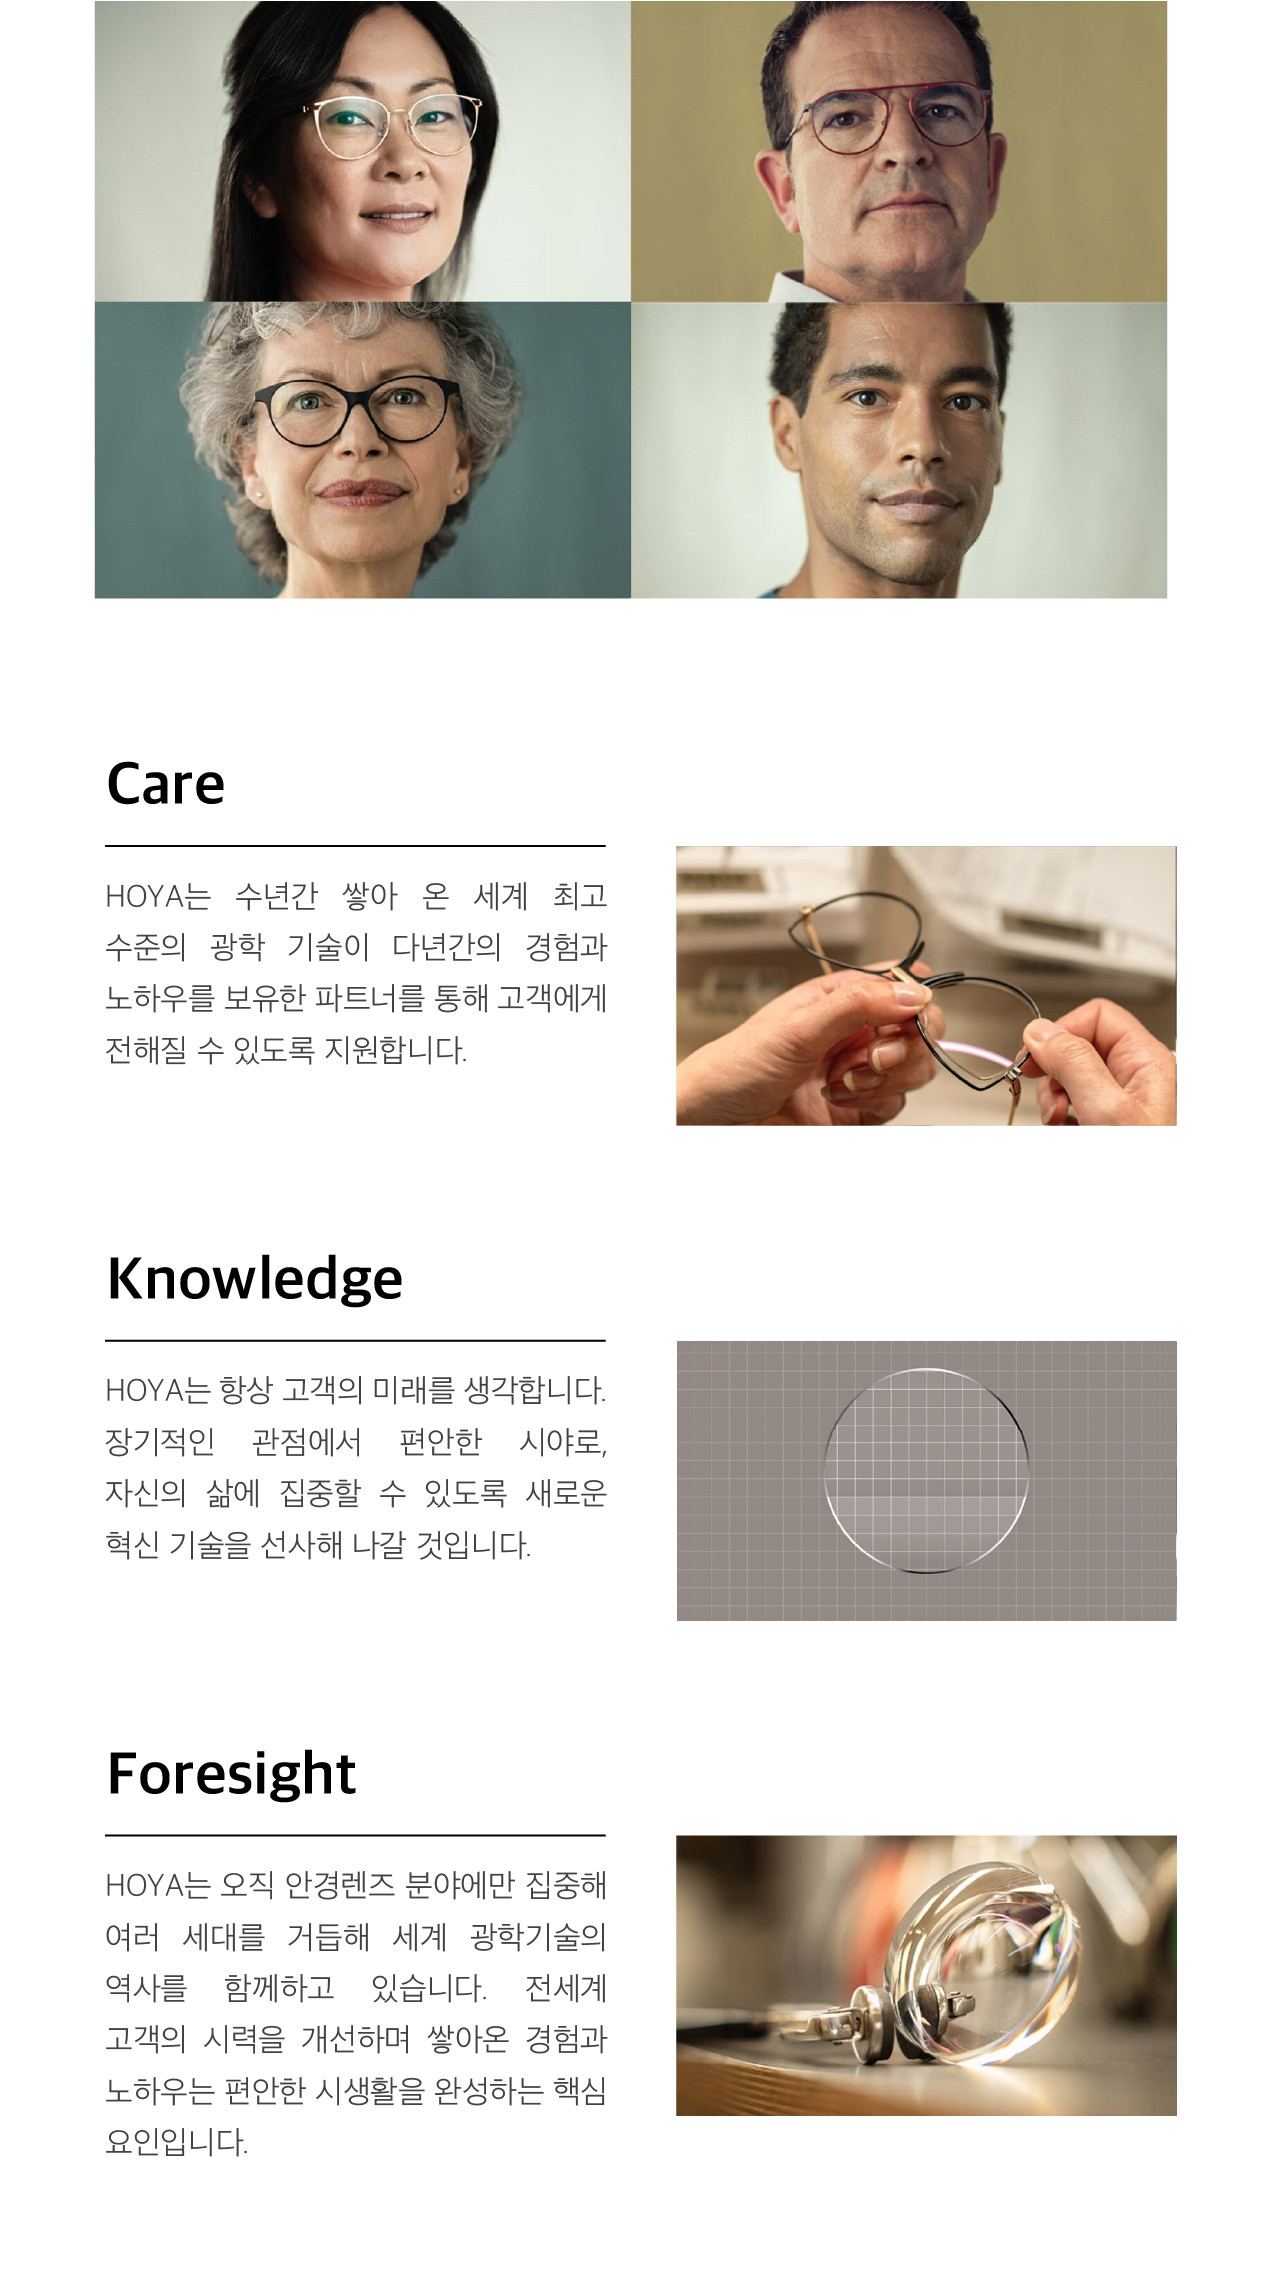 Care
HOYA는 수년간 쌓아 온 세계 최고
수준의 광학 기술이 다년간의 경험과
노하우를 보유한 파트너를 통해 고객에게
전해질 수 있도록 지원합니다.
Knowledge
HOYA는 항상 고객의 미래를 생각합니다.
장기적인 관점에서 편안한 시야로,
자신의 삶에 집중할 수 있도록 새로운
혁신 기술을 선사해 나갈 것입니다.
Foresight
HOYA는 오직 안경렌즈 분야에만 집중해
여러 세대를 거듭해 세계 광학기술의
역사를 함께하고 있습니다. 전세계
고객의 시력을 개선하며 쌓아온 경험과
노하우는 편안한 시생활을 완성하는 핵심
요인입니다.